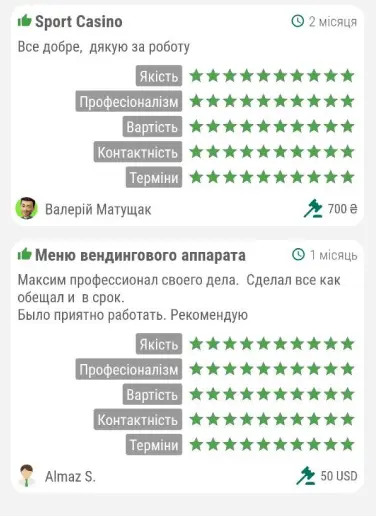 Sport Casino 2 місяця
Все добре, дякую за роботу
Якість
Професіоналізм
Вартість
Контактність
Терміни
Валерій Матущак 700 ₴
Меню вендингового аппарата 1 місяць
Максим профессионал своего дела. Сделал все как
обещал и в срок.
Было приятно работать. Рекомендую
Якість
Професіоналізм
Вартість
Контактність
Терміни
Almaz S. 50 USD